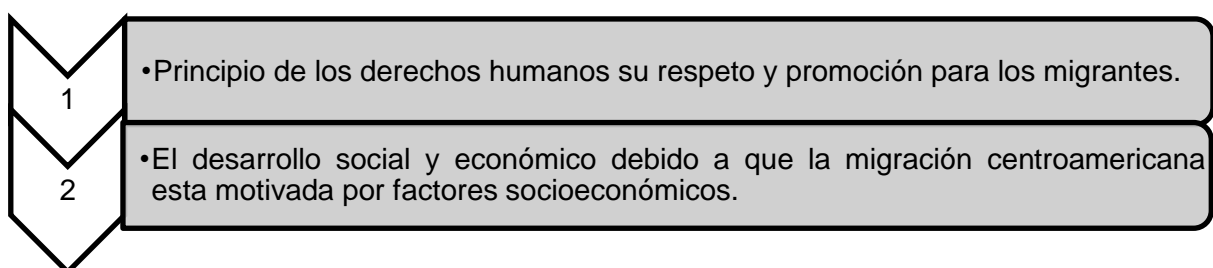 1
•Principio de los derechos humanos su respeto y promoción para los migrantes.
2
•El desarrollo social y económico debido a que la migración centroamericana
esta motivada por factores socioeconómicos.